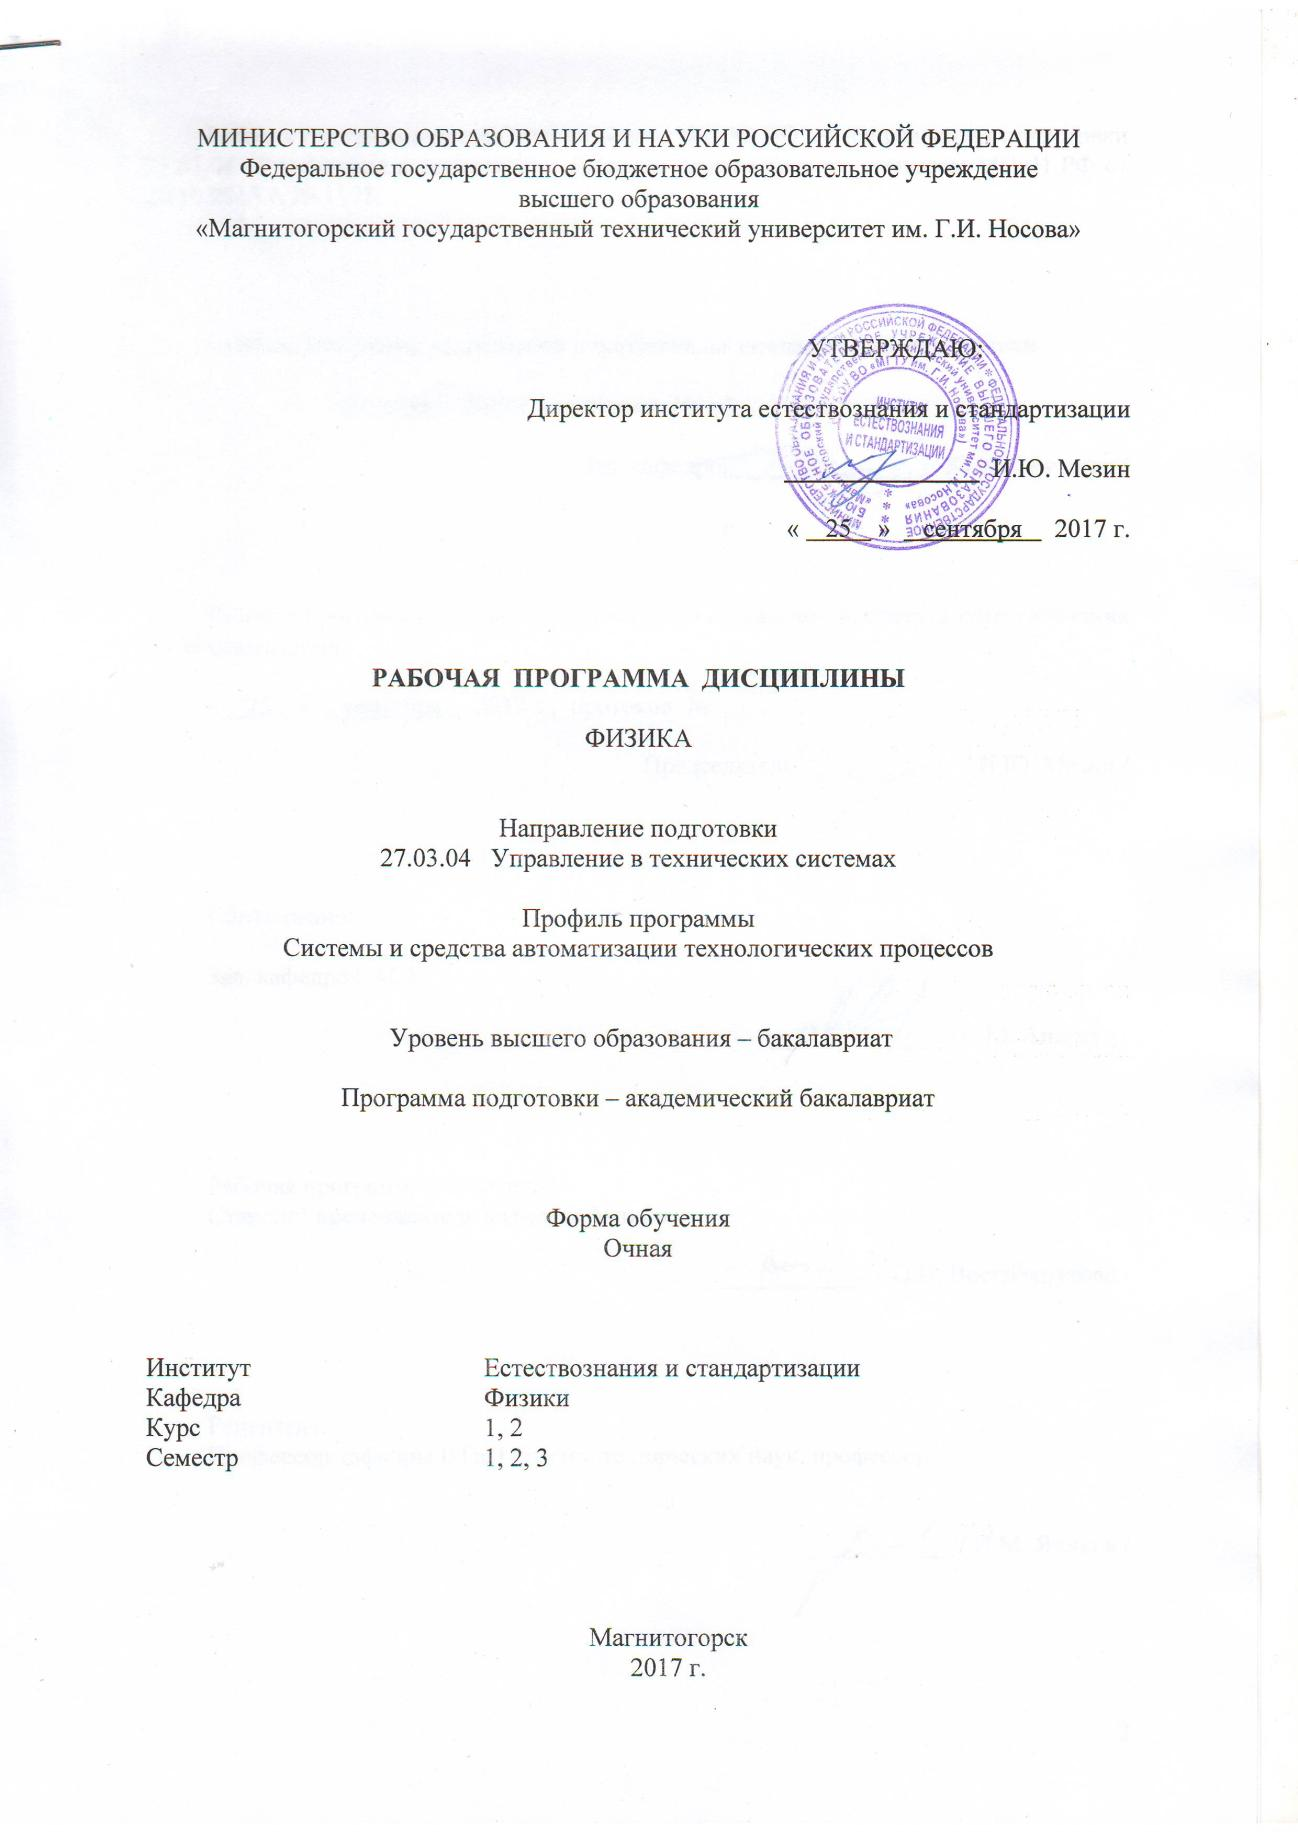 МИНИСТЕРСТВО ОБРАЗОВАНИЯ И НАУКИ РОССИЙСКОЙ ФЕДЕРАЦИИ
Федеральное государственное бюджетное образовательное учреждение
высшего образования
«Магнитогорский государственный технический университет им. Г.И. Носова»
УТВЕРЖДАЮ:
Директор института естествознания и стандартизации
И.Ю. Мезин
« 25 » сентября 2017 г.
ИНСТИТУТ
ЕСТЕСТВОЗНАНИЯ
И СТАНДАРТИЗАЦИИ
РАБОЧАЯ ПРОГРАММА ДИСЦИПЛИНЫ
ФИЗИКА
Направление подготовки
27.03.04 Управление в технических системах
Профиль программы
Системы и средства автоматизации технологических процессов
Уровень высшего образования – бакалавриат
Программа подготовки – академический бакалавриат
Форма обучения
Очная
Институт Естествознания и стандартизации
Кафедра Физики
Курс 1, 2
Семестр 1, 2, 3
Магнитогорск
2017 г.